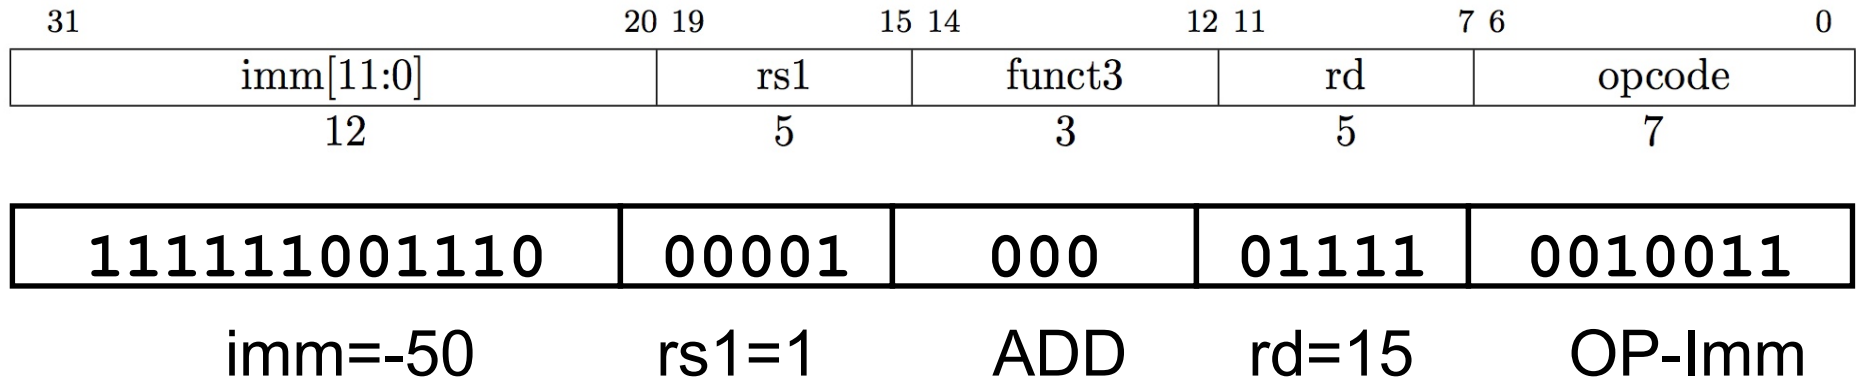 31 20 19 15 14 12 11 7 6 0
imm[11:0] rs1 funct3 rd opcode
12 5 3 5 7
111111001110 00001 000 01111 0010011
imm=-50 rs1=1 ADD rd=15 OP-Imm